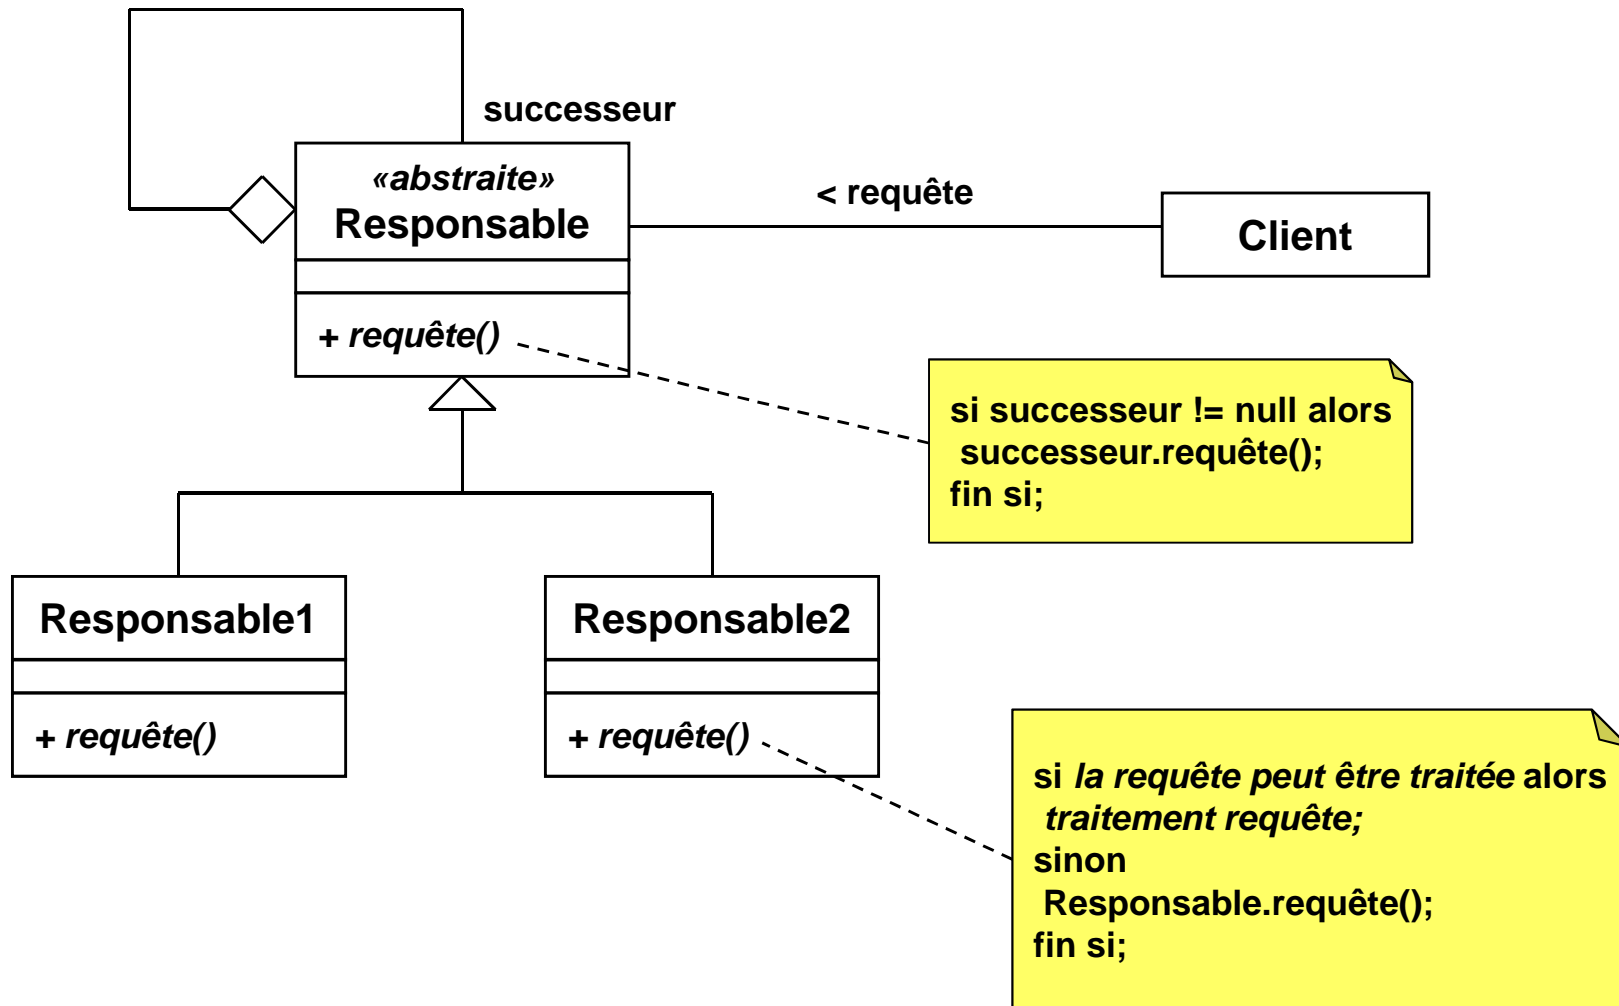 successeur
«abstraite»
Responsable
< requête
Client
+ requête()
si successeur != null alors
successeur.requête();
fin si;
Responsable1
Responsable2
+ requête()
+ requête()
si la requête peut être traitée alors
traitement requête;
sinon
Responsable.requête();
fin si;